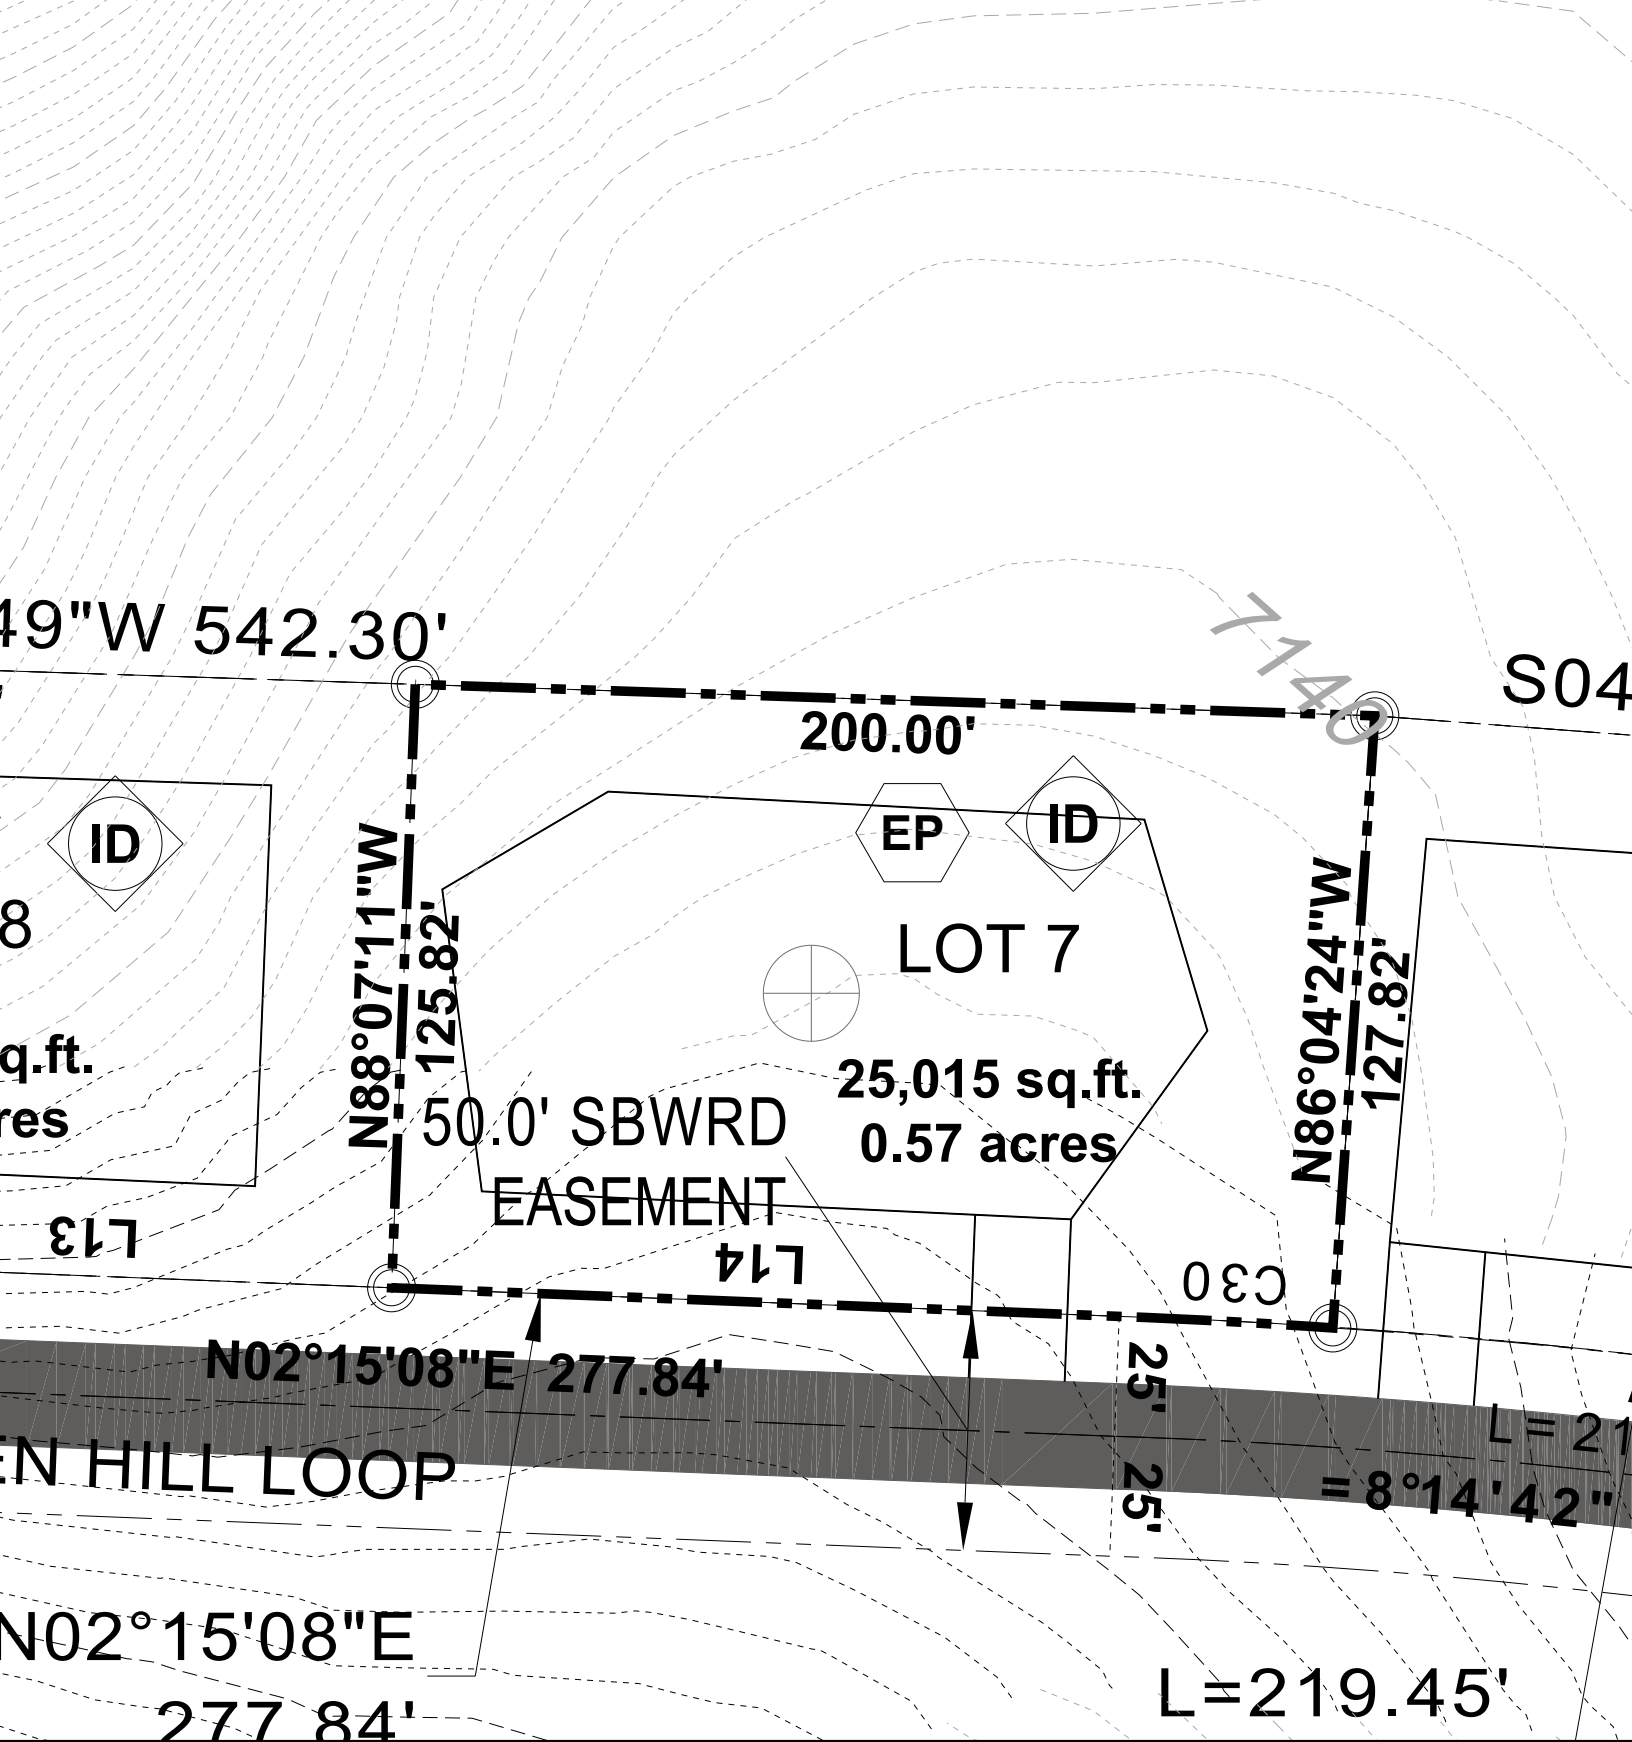 49"W 542.30'
7140
S04
200.00'
ID
EP
ID
8
N88°07'11"W
125.82'
LOT 7
N86°04'24"W
127.82'
q.ft.
res
25,015 sq.ft.
0.57 acres
50.0' SBWRD
EASEMENT
L13
L14
C30
N02°15'08"E 277.84'
25'
25'
EN HILL LOOP
L= 21
= 8°14'42"
N02°15'08"E
277.84'
L=219.45'